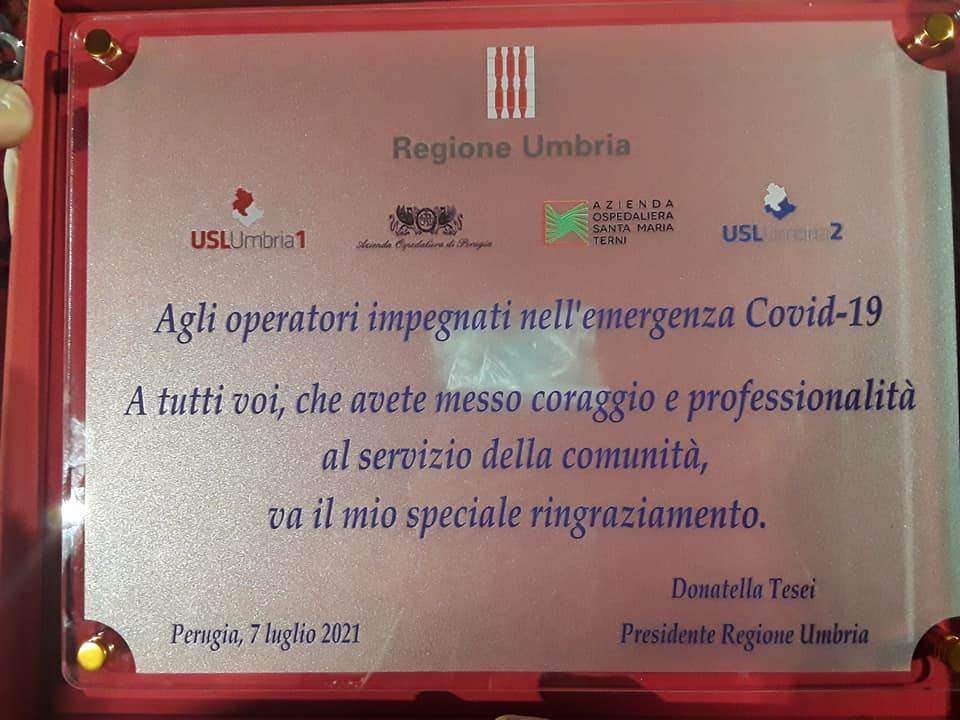 Regione Umbria
USLUmbria1
Azienda Ospedaliera di Perugia
AZIENDA
OSPEDALIERA
SANTA MARIA
TERNI
USLUmbria2
Agli operatori impegnati nell'emergenza Covid-19
A tutti voi, che avete messo coraggio e professionalità
al servizio della comunità,
va il mio speciale ringraziamento.
Donatella Tesei
Perugia, 7 luglio 2021
Presidente Regione Umbria